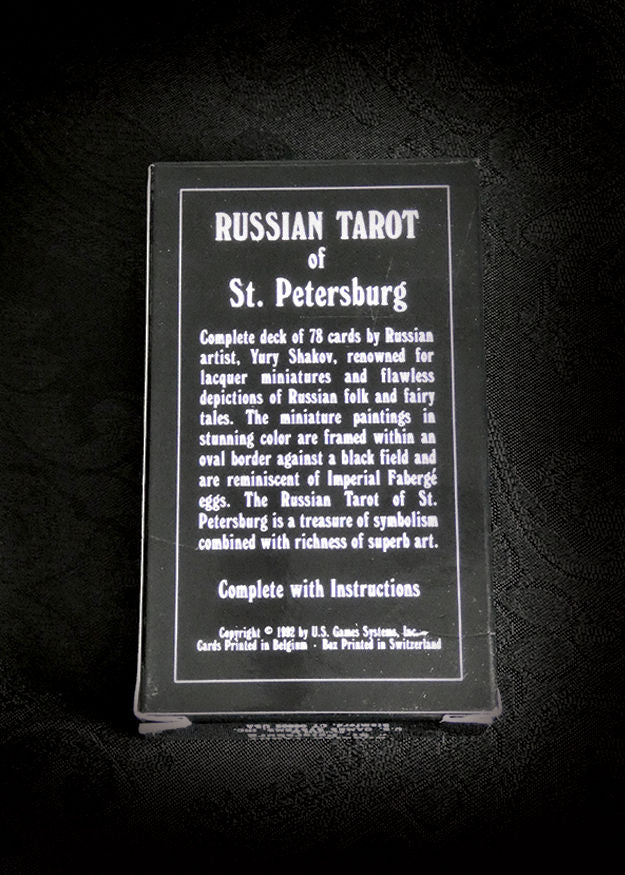 RUSSIAN TAROT
of
St. Petersburg
Complete deck of 78 cards by Russian
artist, Yury Shakov, renowned for
lacquer miniatures and flawless
depictions of Russian folk and fairy
tales. The miniature paintings in
stunning color are framed within an
oval border against a black field and
are reminiscent of Imperial Fabergé
eggs. The Russian Tarot of St.
Petersburg is a treasure of symbolism
combined with richness of superb art.
Complete with Instructions
Copyright © 1992 by U.S. Games Systems, Inc.
Cards Printed in Belgium · Box Printed in Switzerland